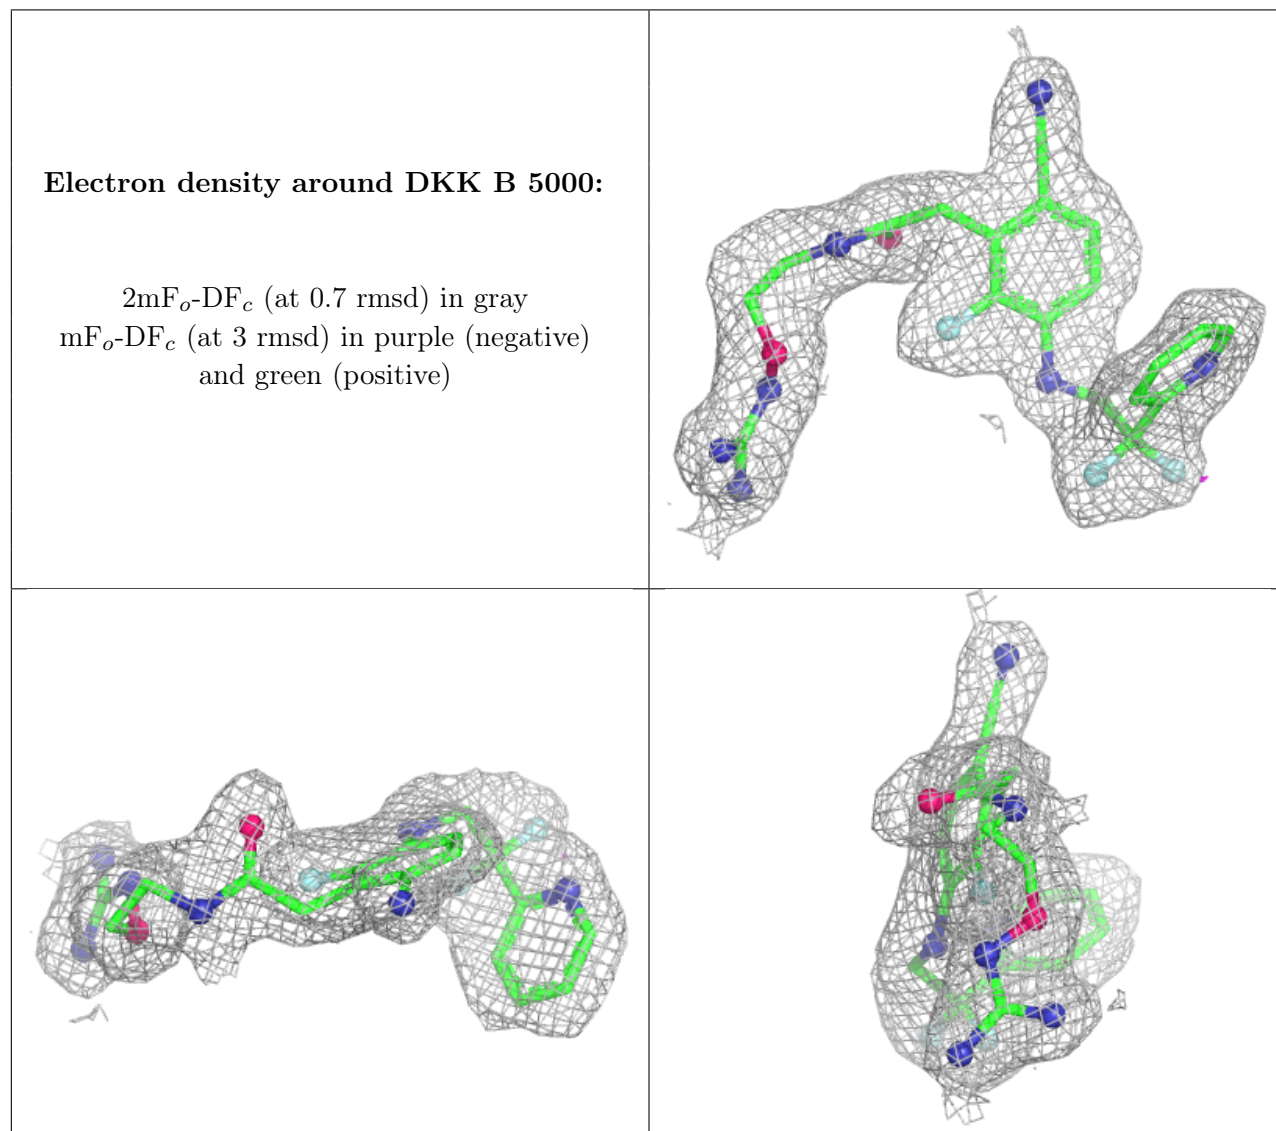 Electron density around DKK B 5000:
2mFo-DFc (at 0.7 rmsd) in gray
mFo-DFc (at 3 rmsd) in purple (negative)
and green (positive)